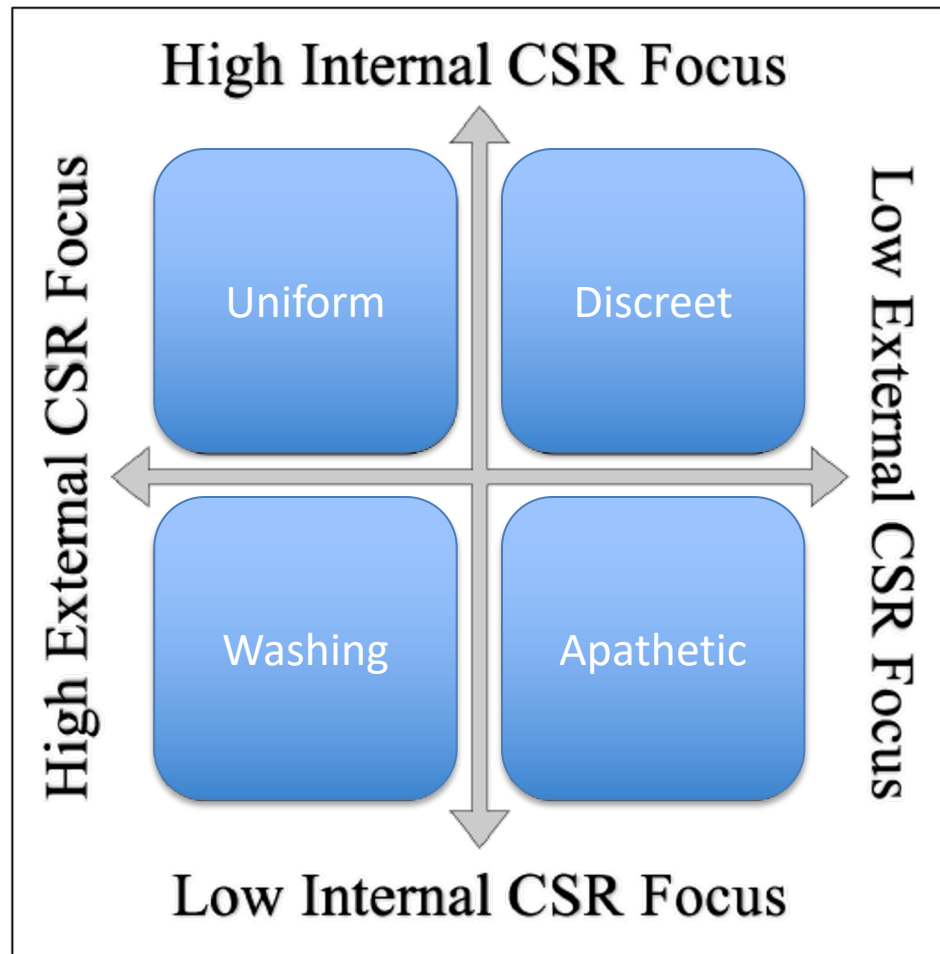 High Internal CSR Focus
High External CSR Focus
Uniform
Discreet
Low External CSR Focus
Washing
Apathetic
Low Internal CSR Focus